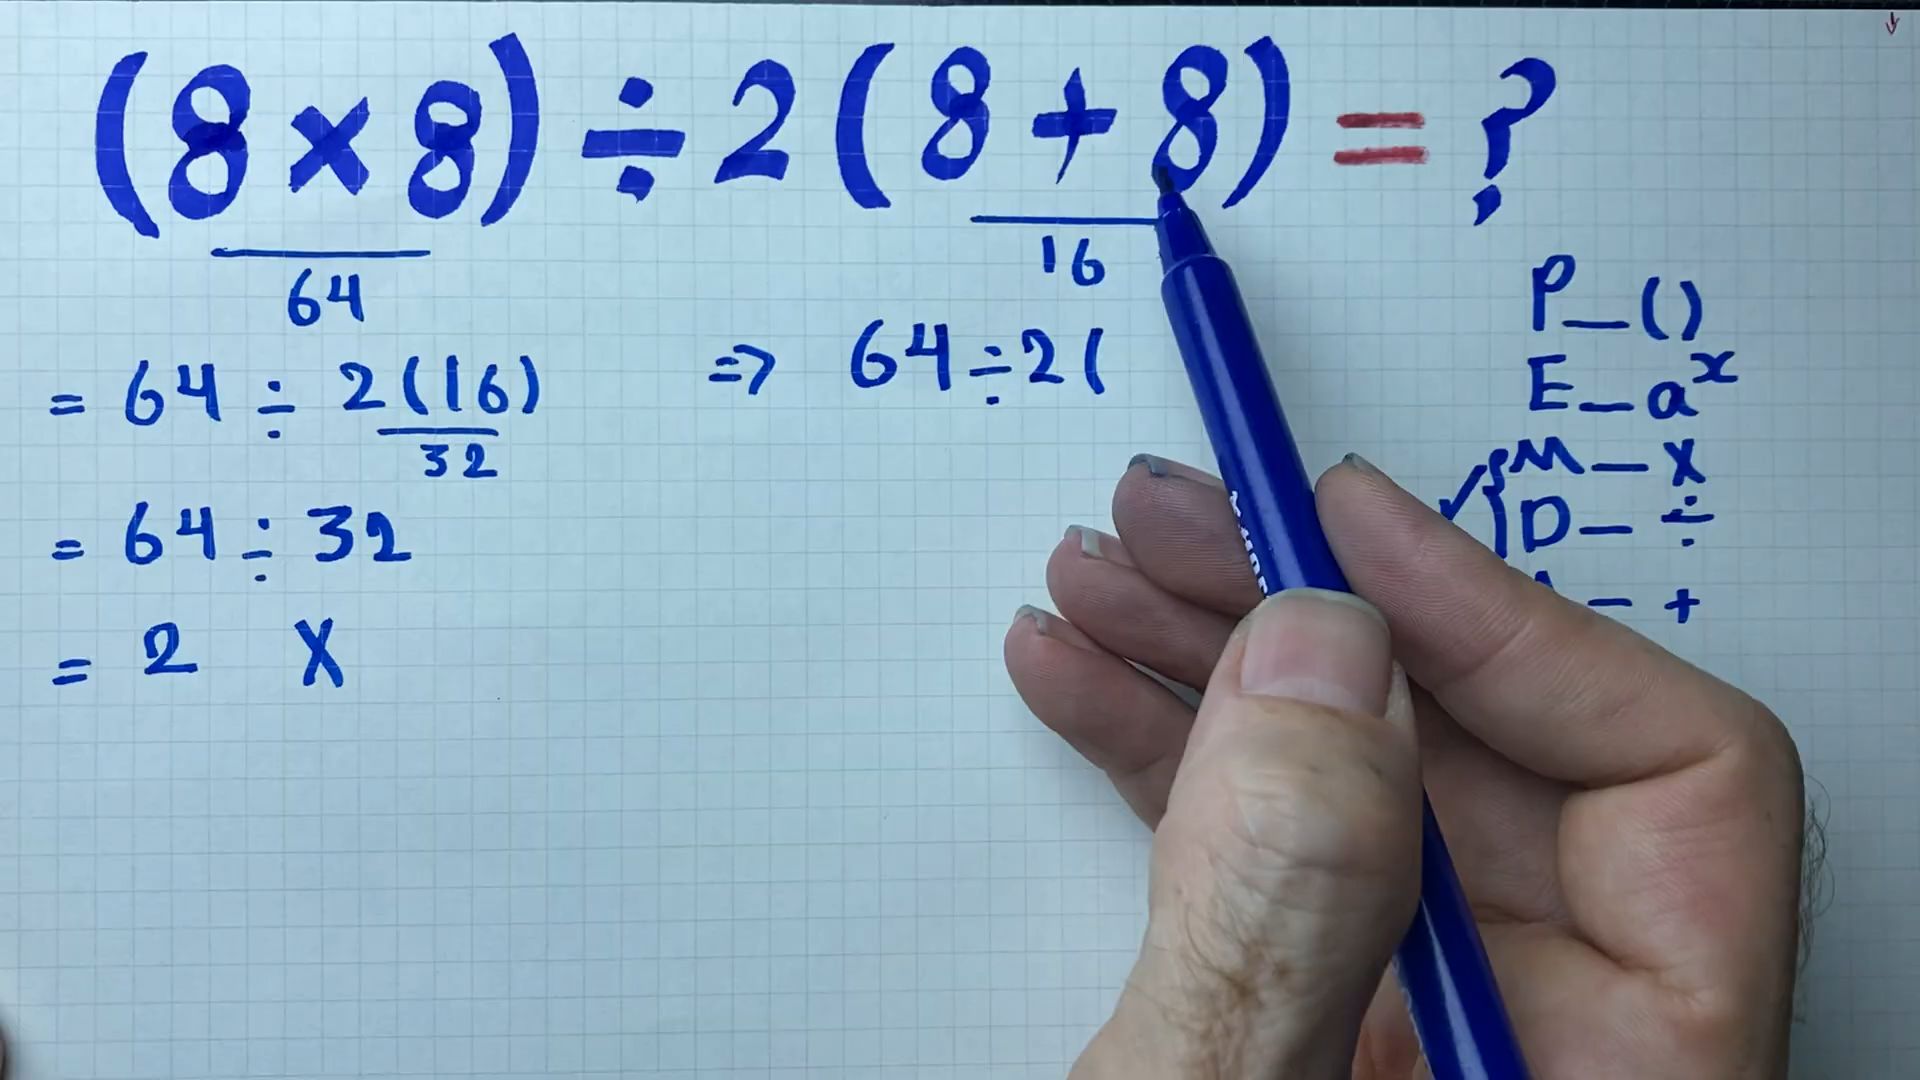 (8×8)÷2(8+8)=?
64
16
= 64 ÷ 2(16)
32
= 64 ÷ 32
= 2 X
=> 64÷2(
P_()
E_aˣ
M_X
D_÷
_+